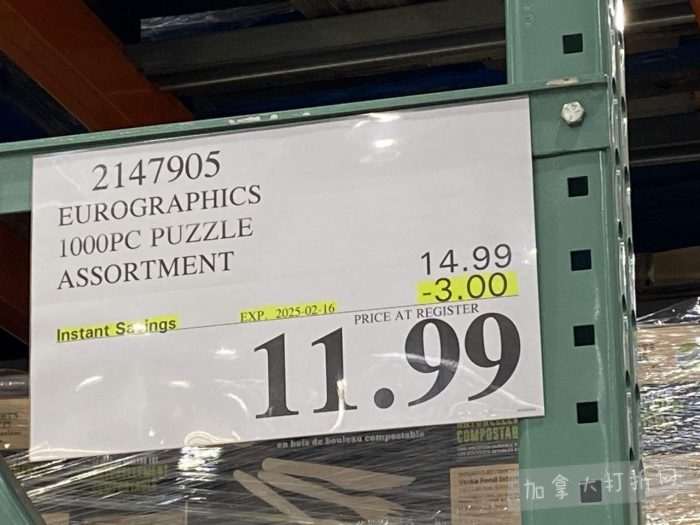 2147905
EUROGRAPHICS
1000PC PUZZLE
ASSORTMENT
14.99
-3.00
Instant Savings
EXP. 2025-02-16
PRICE AT REGISTER
11.99
en bois de bouleau compostable
COMPOSTABLE
加拿大打折网